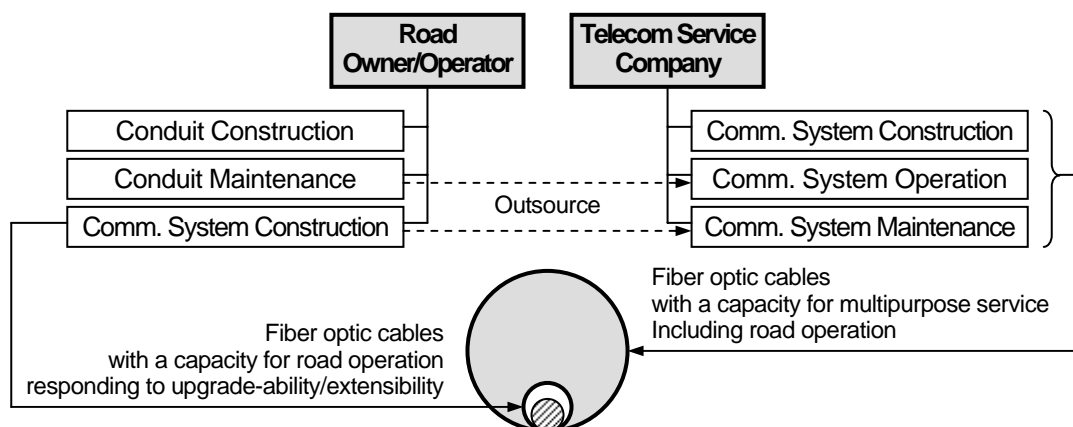 Road
Owner/Operator
Telecom Service
Company
Conduit Construction
Conduit Maintenance
Comm. System Construction
Outsource
Comm. System Construction
Comm. System Operation
Comm. System Maintenance
Fiber optic cables
with a capacity for multipurpose service
Including road operation
Fiber optic cables
with a capacity for road operation
responding to upgrade-ability/extensibility